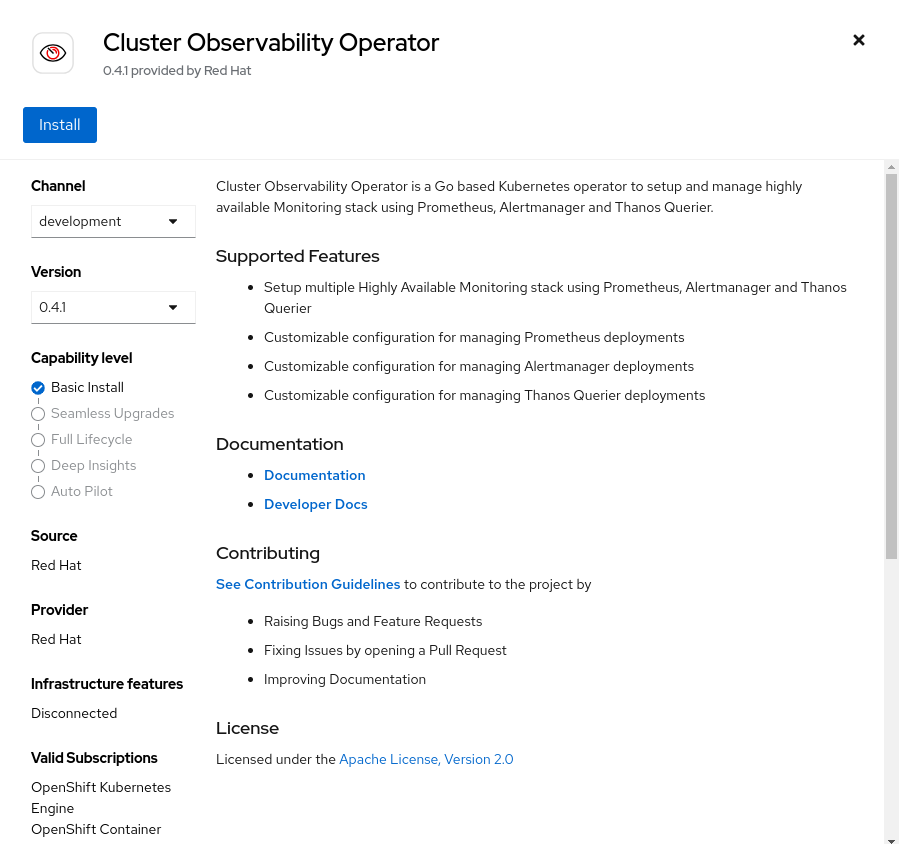 Cluster Observability Operator
0.4.1 provided by Red Hat
Install
Channel
development
Version
0.4.1
Capability level
Basic Install
Seamless Upgrades
Full Lifecycle
Deep Insights
Auto Pilot
Source
Red Hat
Provider
Red Hat
Infrastructure features
Disconnected
Valid Subscriptions
OpenShift Kubernetes
Engine
OpenShift Container
Cluster Observability Operator is a Go based Kubernetes operator to setup and manage highly
available Monitoring stack using Prometheus, Alertmanager and Thanos Querier.
Supported Features
Setup multiple Highly Available Monitoring stack using Prometheus, Alertmanager and Thanos
Querier
Customizable configuration for managing Prometheus deployments
Customizable configuration for managing Alertmanager deployments
Customizable configuration for managing Thanos Querier deployments
Documentation
Documentation
Developer Docs
Contributing
See Contribution Guidelines to contribute to the project by
Raising Bugs and Feature Requests
Fixing Issues by opening a Pull Request
Improving Documentation
License
Licensed under the Apache License, Version 2.0